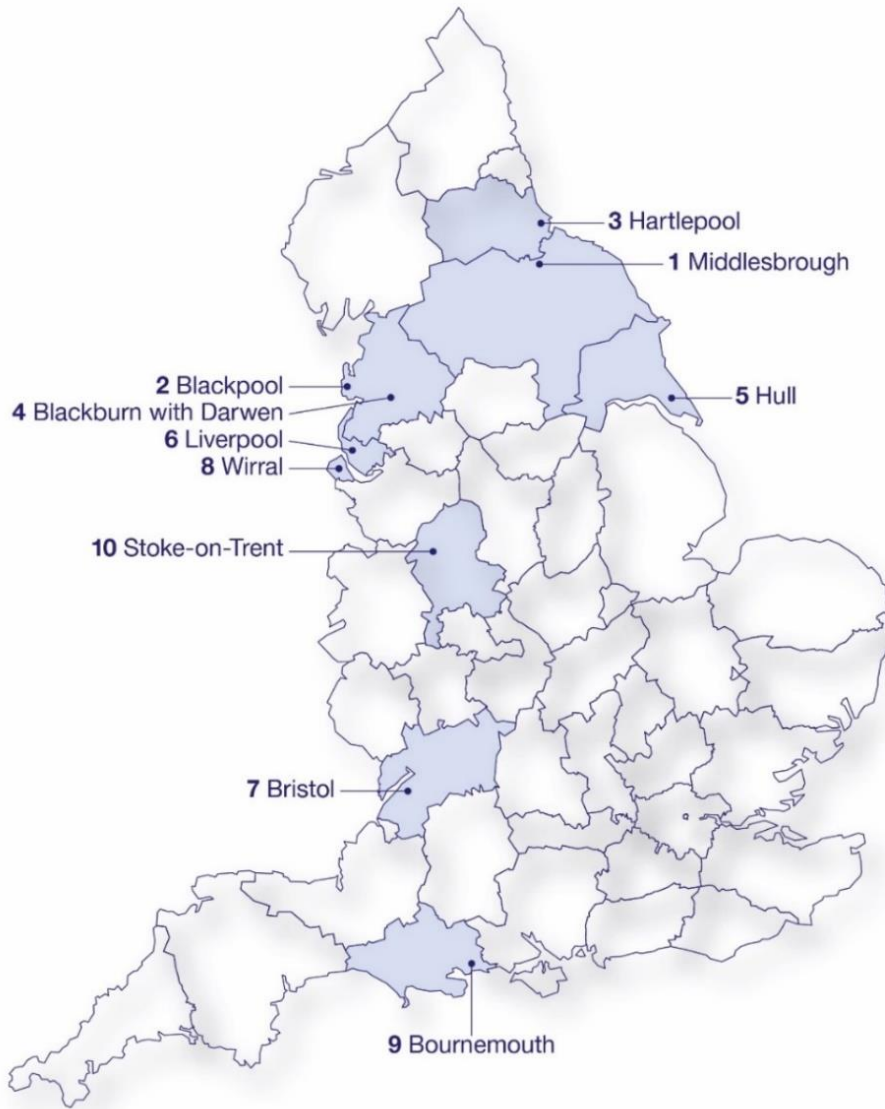 3 Hartlepool
1 Middlesbrough
2 Blackpool
4 Blackburn with Darwen
5 Hull
6 Liverpool
8 Wirral
10 Stoke-on-Trent
7 Bristol
9 Bournemouth